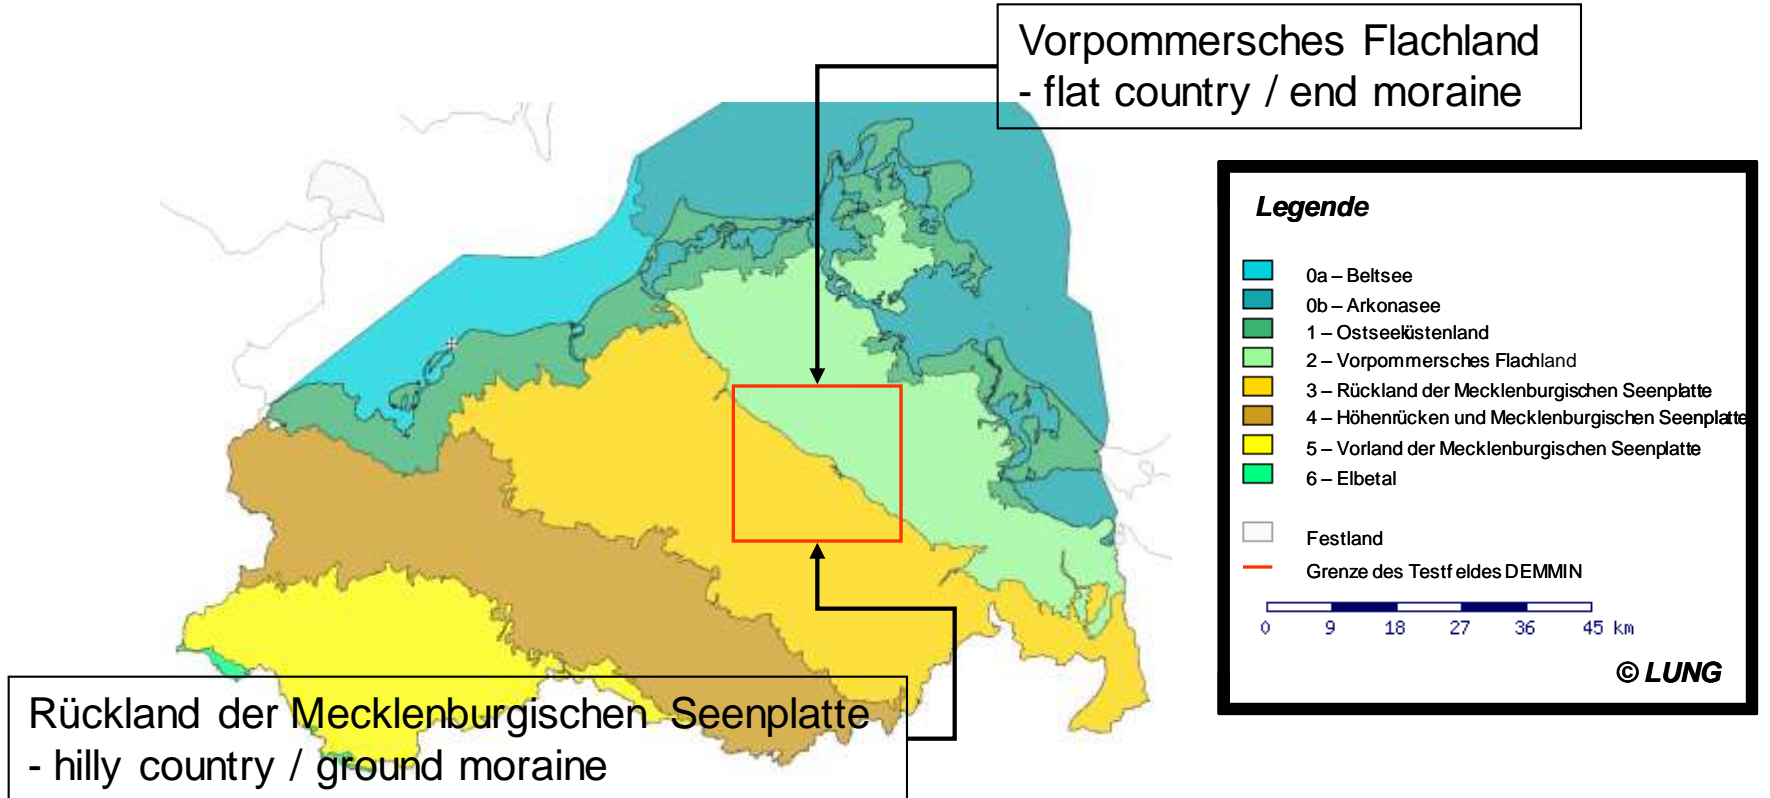 Vorpommersches Flachland
- flat country / end moraine
Legende
0a – Beltsee
0b – Arkonasee
1 – Ostseeküstenland
2 – Vorpommersches Flachland
3 – Rückland der Mecklenburgischen Seenplatte
4 – Höhenrücken und Mecklenburgischen Seenplatte
5 – Vorland der Mecklenburgischen Seenplatte
6 – Elbetal
Festland
Grenze des Testfeldes DEMMIN
0 9 18 27 36 45 km
© LUNG
Rückland der Mecklenburgischen Seenplatte
- hilly country / ground moraine